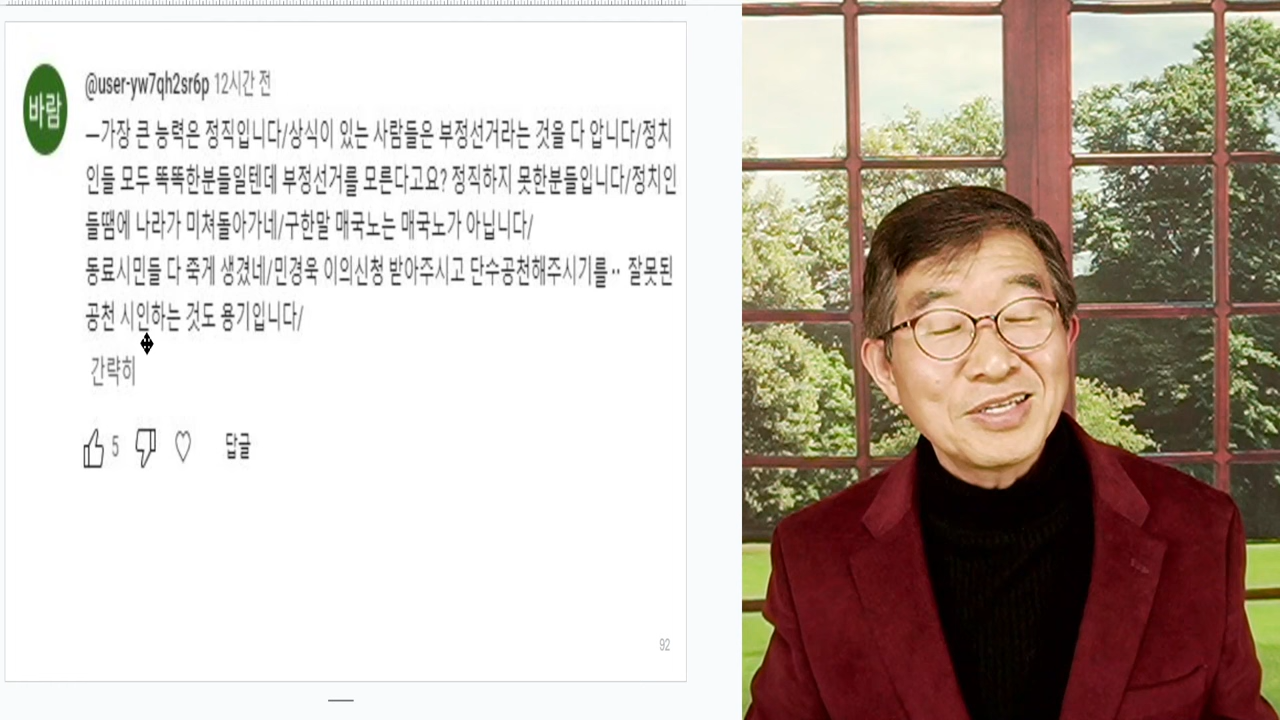 바람
@user-yw7qh2sr6p 12시간 전
–가장 큰 능력은 정직입니다/상식이 있는 사람들은 부정선거라는 것을 다 압니다/정치
인들 모두 똑똑한분들일텐데 부정선거를 모른다고요? 정직하지 못한분들입니다/정치인
들땜에 나라가 미쳐돌아가네/구한말 매국노는 매국노가 아닙니다/
동료시민들 다 죽게 생겼네/민경욱 이의신청 받아주시고 단수공천해주시기를·· 잘못된
공천 시인하는 것도 용기입니다/
간략히
5 답글
92